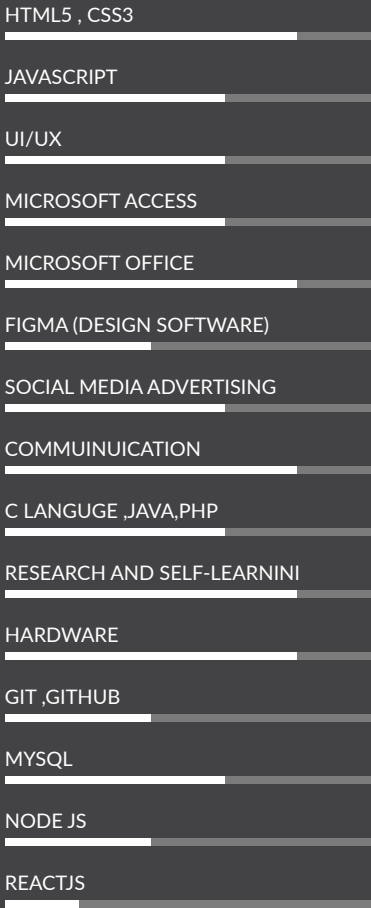 HTML5 , CSS3
JAVASCRIPT
UI/UX
MICROSOFT ACCESS
MICROSOFT OFFICE
FIGMA (DESIGN SOFTWARE)
SOCIAL MEDIA ADVERTISING
COMMUINUICATION
C LANGUGE ,JAVA,PHP
RESEARCH AND SELF-LEARNINI
HARDWARE
GIT ,GITHUB
MYSQL
NODE JS
REACTJS